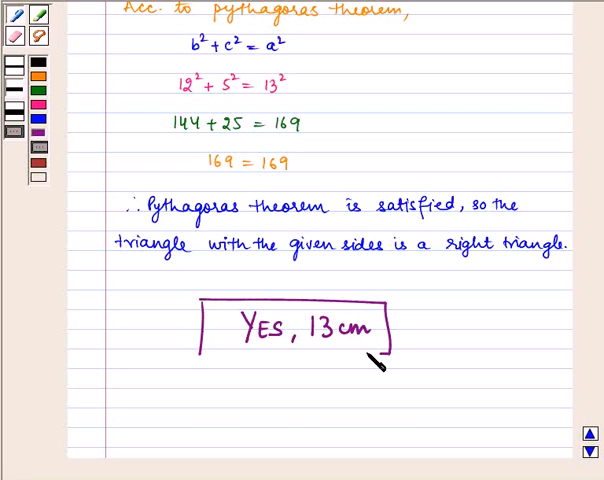 Acc. to pythagoras theorem,
b² + c² = a²
12² + 5² = 13²
144 + 25 = 169
169 = 169
∴ Pythagoras theorem is satisfied, so the
triangle with the given sides is a right triangle.
YES, 13 cm